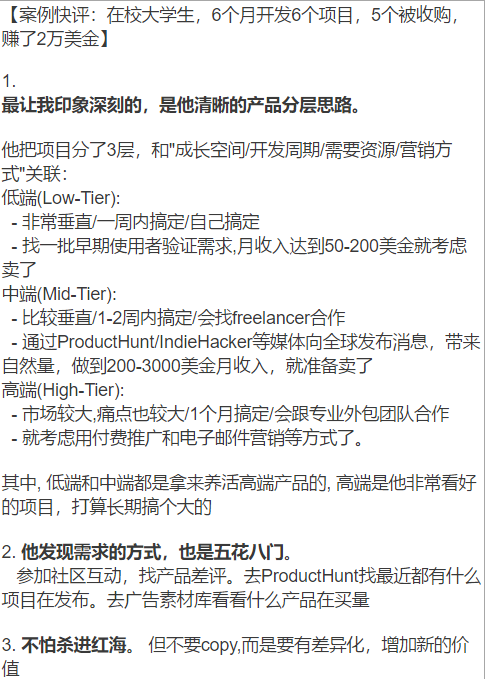 【案例快评：在校大学生，6个月开发6个项目，5个被收购，
赚了2万美金】
1.
最让我印象深刻的，是他清晰的产品分层思路。
他把项目分了3层，和"成长空间/开发周期/需要资源/营销方
式"关联：
低端(Low-Tier):
- 非常垂直/一周内搞定/自己搞定
- 找一批早期使用者验证需求,月收入达到50-200美金就考虑
卖了
中端(Mid-Tier):
- 比较垂直/1-2周内搞定/会找freelancer合作
- 通过ProductHunt/IndieHacker等媒体向全球发布消息，带来
自然量，做到200-3000美金月收入，就准备卖了
高端(High-Tier):
- 市场较大,痛点也较大/1个月搞定/会跟专业外包团队合作
- 就考虑用付费推广和电子邮件营销等方式了。
其中, 低端和中端都是拿来养活高端产品的, 高端是他非常看好
的项目，打算长期搞个大的
2. 他发现需求的方式，也是五花八门。
参加社区互动，找产品差评。去ProductHunt找最近都有什么
项目在发布。去广告素材库看看什么产品在买量
3. 不怕杀进红海。 但不要copy,而是要有差异化，增加新的价
值